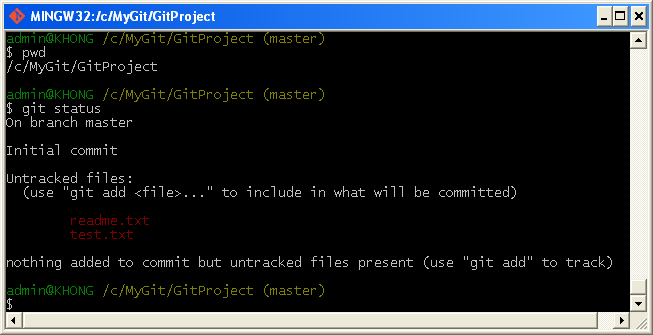 MINGW32:/c/MyGit/GitProject
admin@KHONG /c/MyGit/GitProject (master)
$ pwd
/c/MyGit/GitProject
admin@KHONG /c/MyGit/GitProject (master)
$ git status
On branch master
Initial commit
Untracked files:
  (use "git add <file>..." to include in what will be committed)
        readme.txt
        test.txt
nothing added to commit but untracked files present (use "git add" to track)
admin@KHONG /c/MyGit/GitProject (master)
$